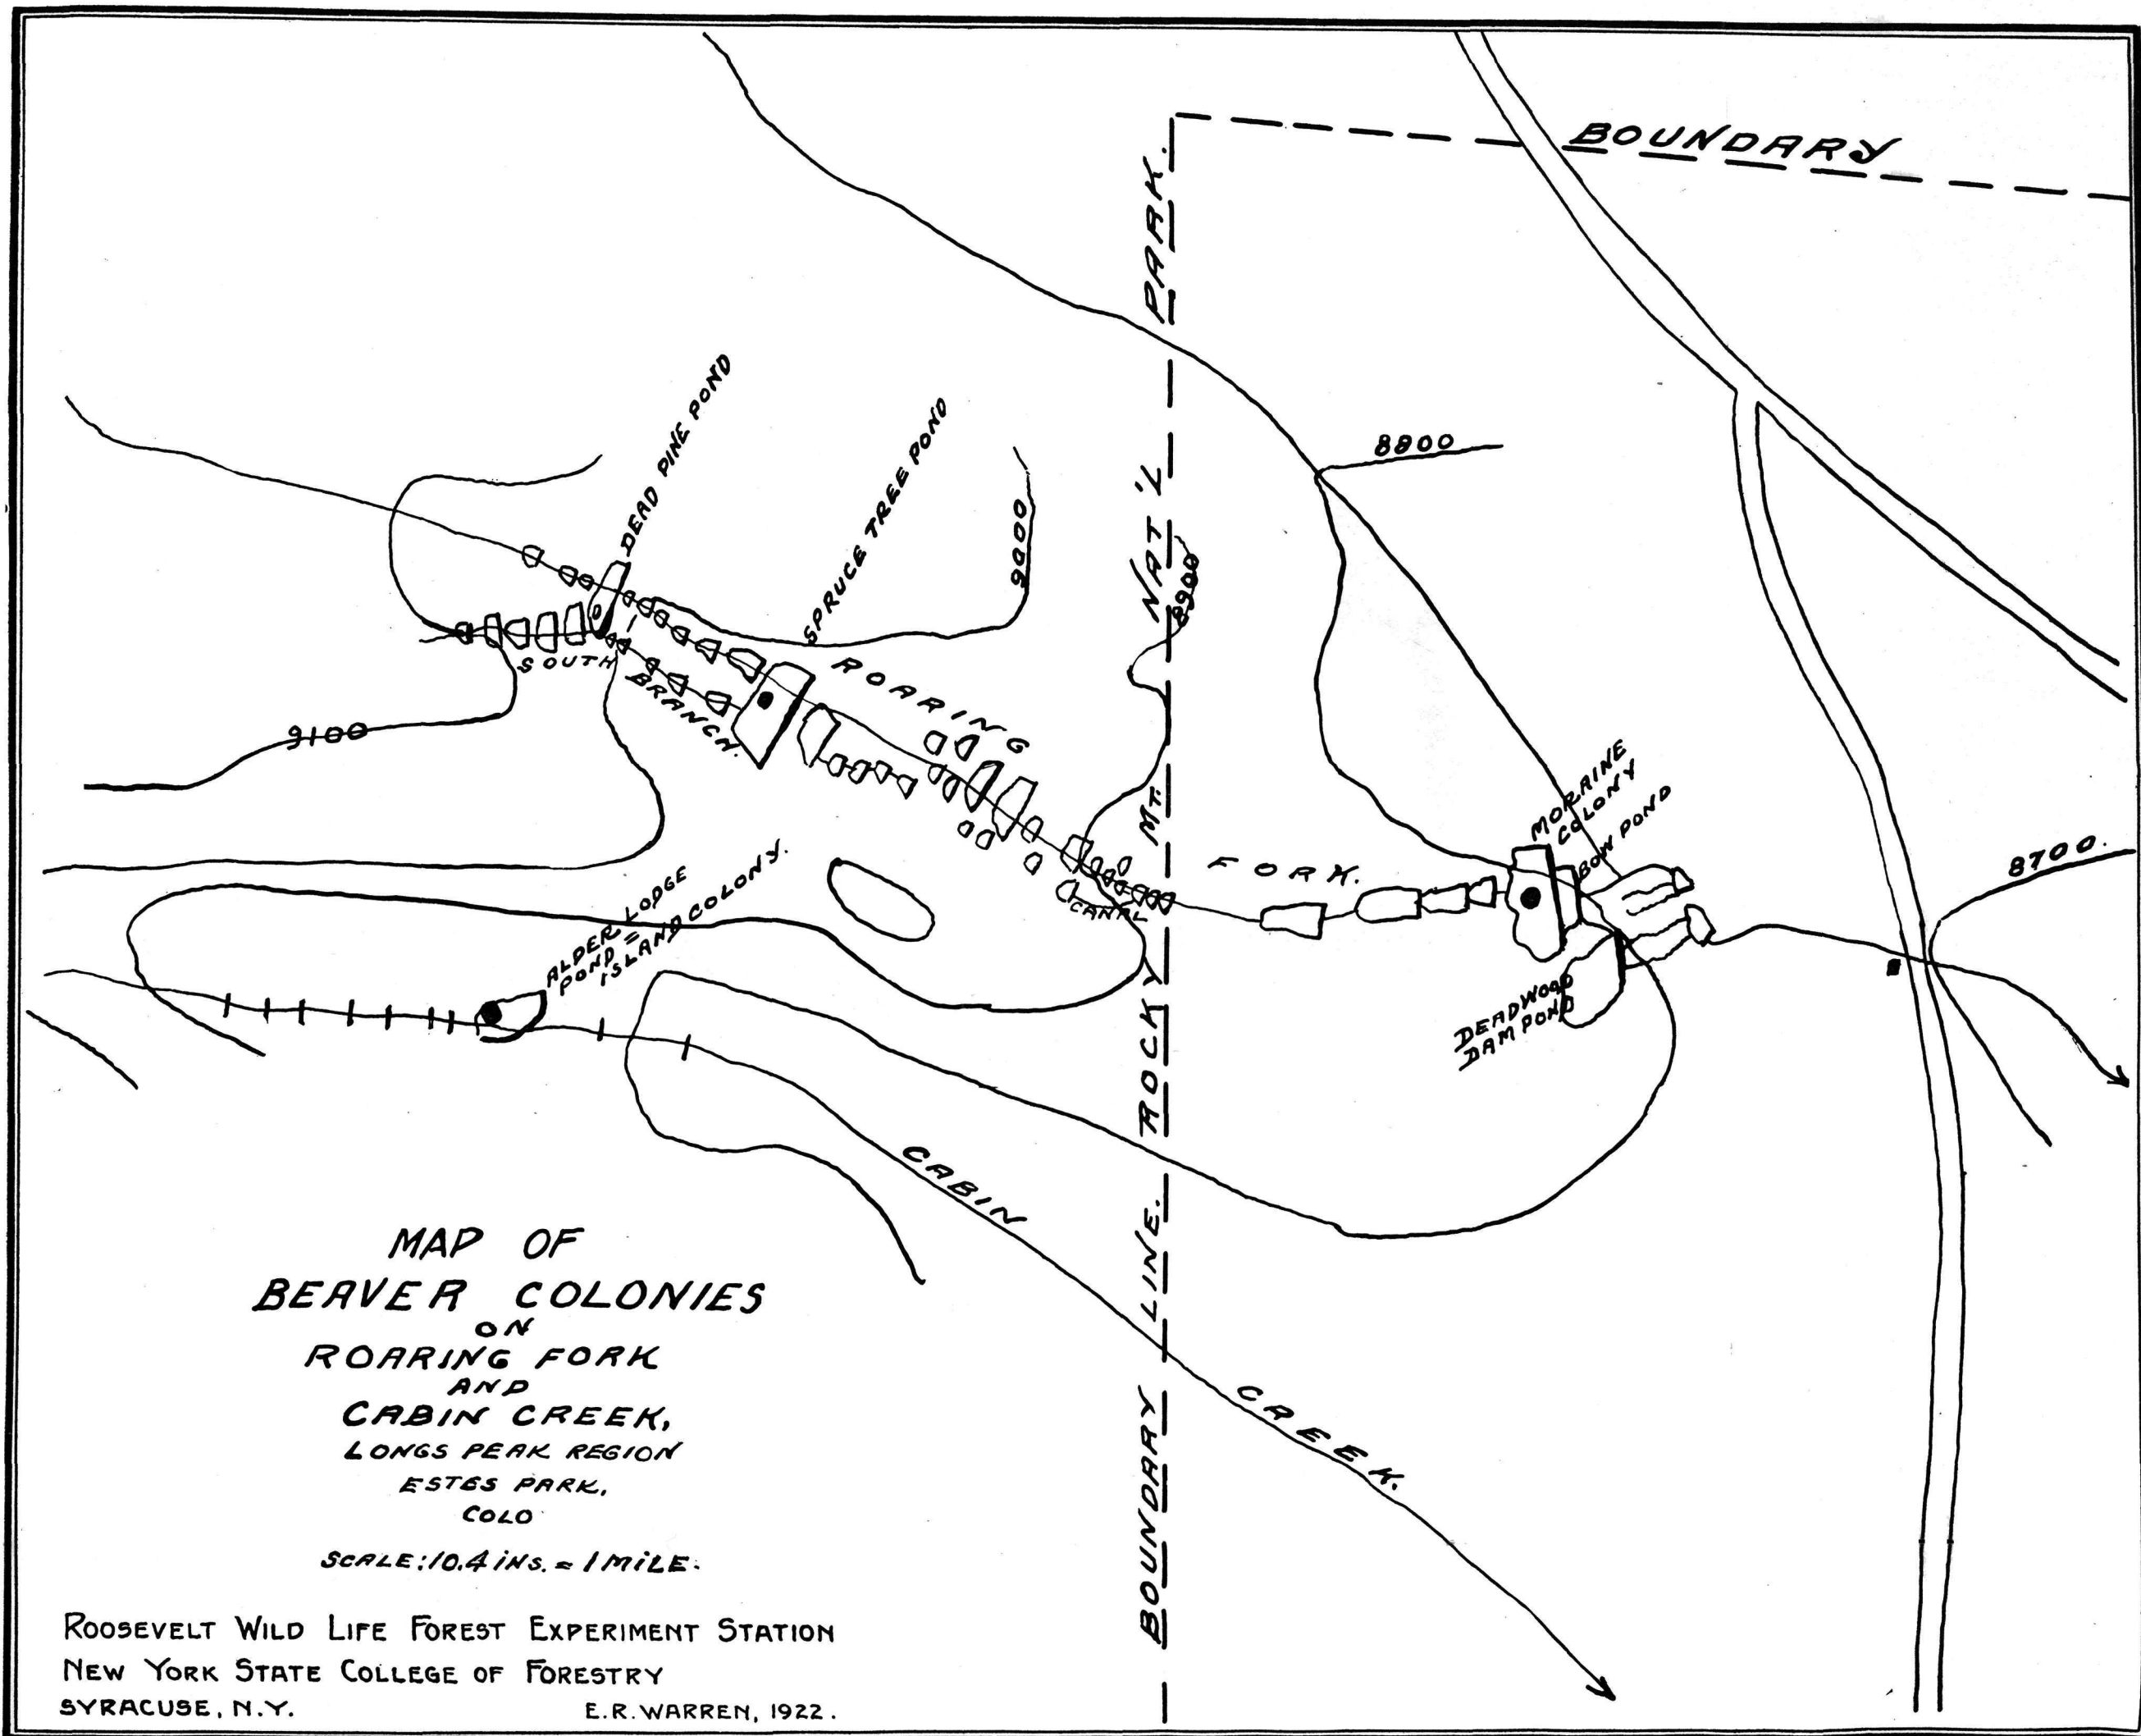 BOUNDARY
BOUNDARY LINE. ROCKY MT. NAT'L PARK.
DEAD PINE POND
SPRUCE TREE POND
9000
8900
8800
SOUTH BRANCH.
ROARING FORK.
9100
MORAINE
COLONY
BOW POND
8700.
CANAL
ALDER LODGE
POND =
ISLAND COLONY.
DEADWOOD
DAM POND
CABIN CREEK.
MAP OF
BEAVER COLONIES
ON
ROARING FORK
AND
CABIN CREEK,
LONGS PEAK REGION
ESTES PARK,
COLO
SCALE: 10.4 INS. = 1 MILE.
ROOSEVELT WILD LIFE FOREST EXPERIMENT STATION
NEW YORK STATE COLLEGE OF FORESTRY
SYRACUSE, N.Y. E.R. WARREN, 1922.